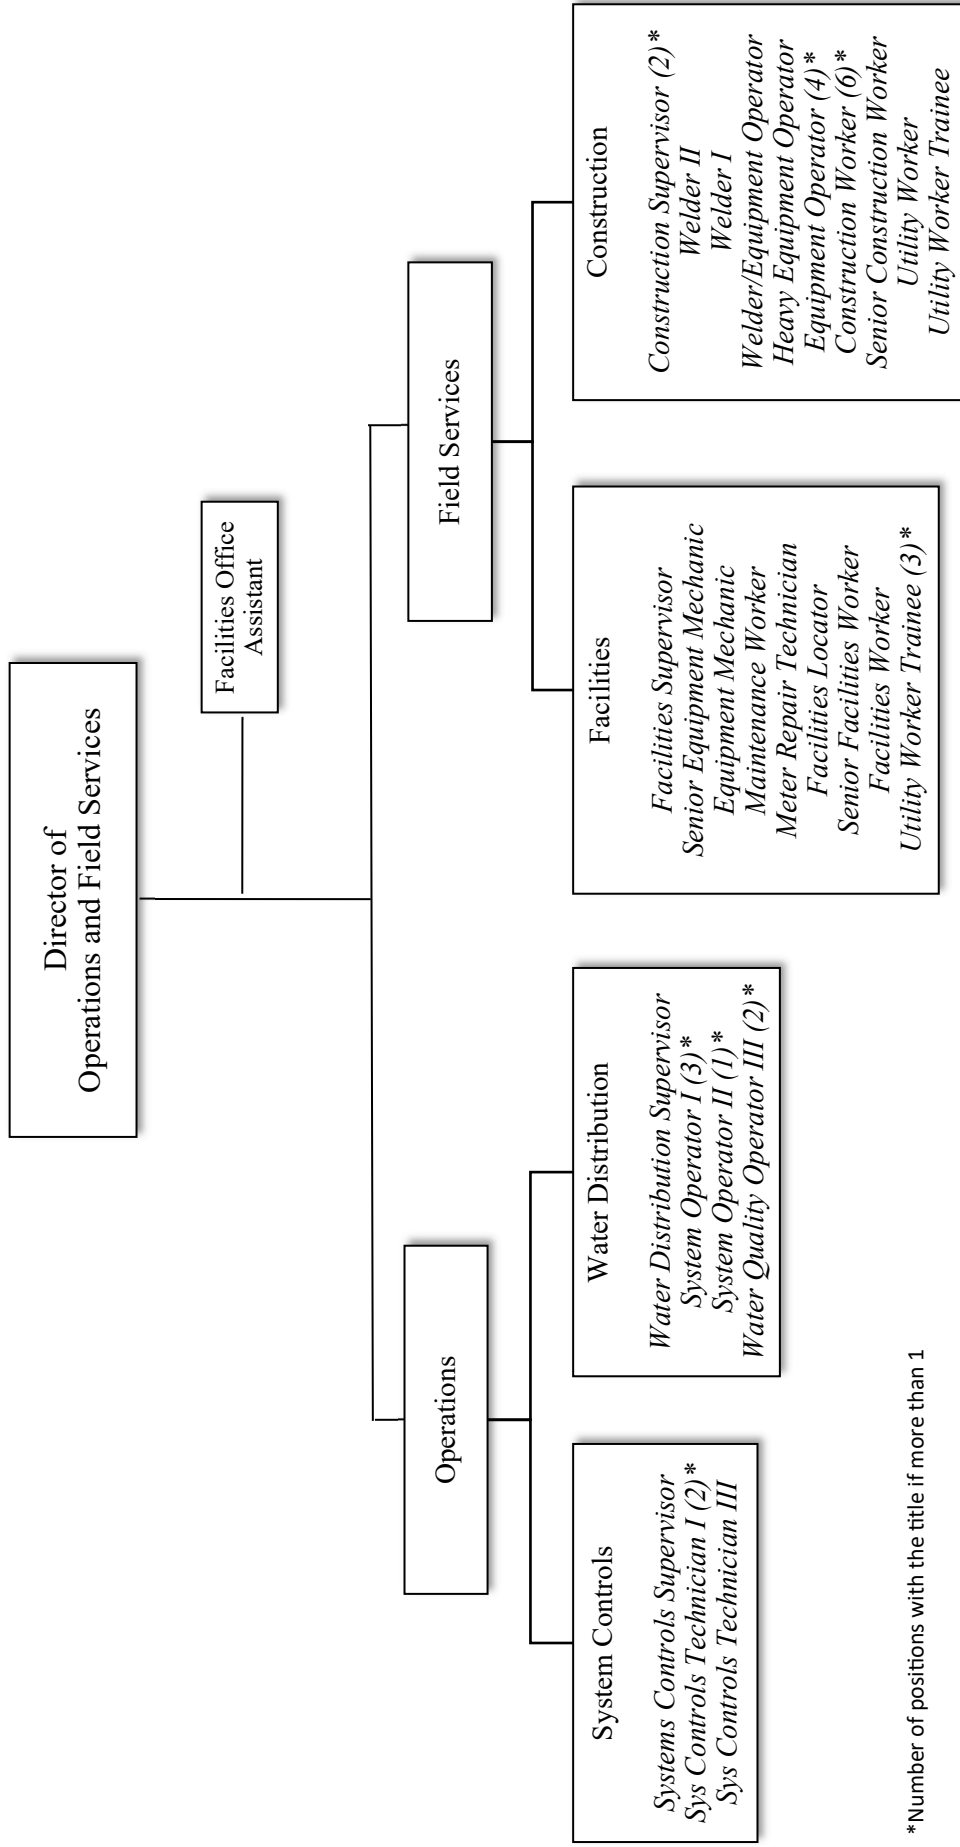 Director of
Operations and Field Services
Facilities Office
Assistant
Operations
Field Services
System Controls
Systems Controls Supervisor
Sys Controls Technician I (2)*
Sys Controls Technician III
Water Distribution
Water Distribution Supervisor
System Operator I (3)*
System Operator II (1)*
Water Quality Operator III (2)*
Facilities
Facilities Supervisor
Senior Equipment Mechanic
Equipment Mechanic
Maintenance Worker
Meter Repair Technician
Facilities Locator
Senior Facilities Worker
Facilities Worker
Utility Worker Trainee (3)*
Construction
Construction Supervisor (2)*
Welder II
Welder I
Welder/Equipment Operator
Heavy Equipment Operator
Equipment Operator (4)*
Construction Worker (6)*
Senior Construction Worker
Utility Worker
Utility Worker Trainee
*Number of positions with the title if more than 1